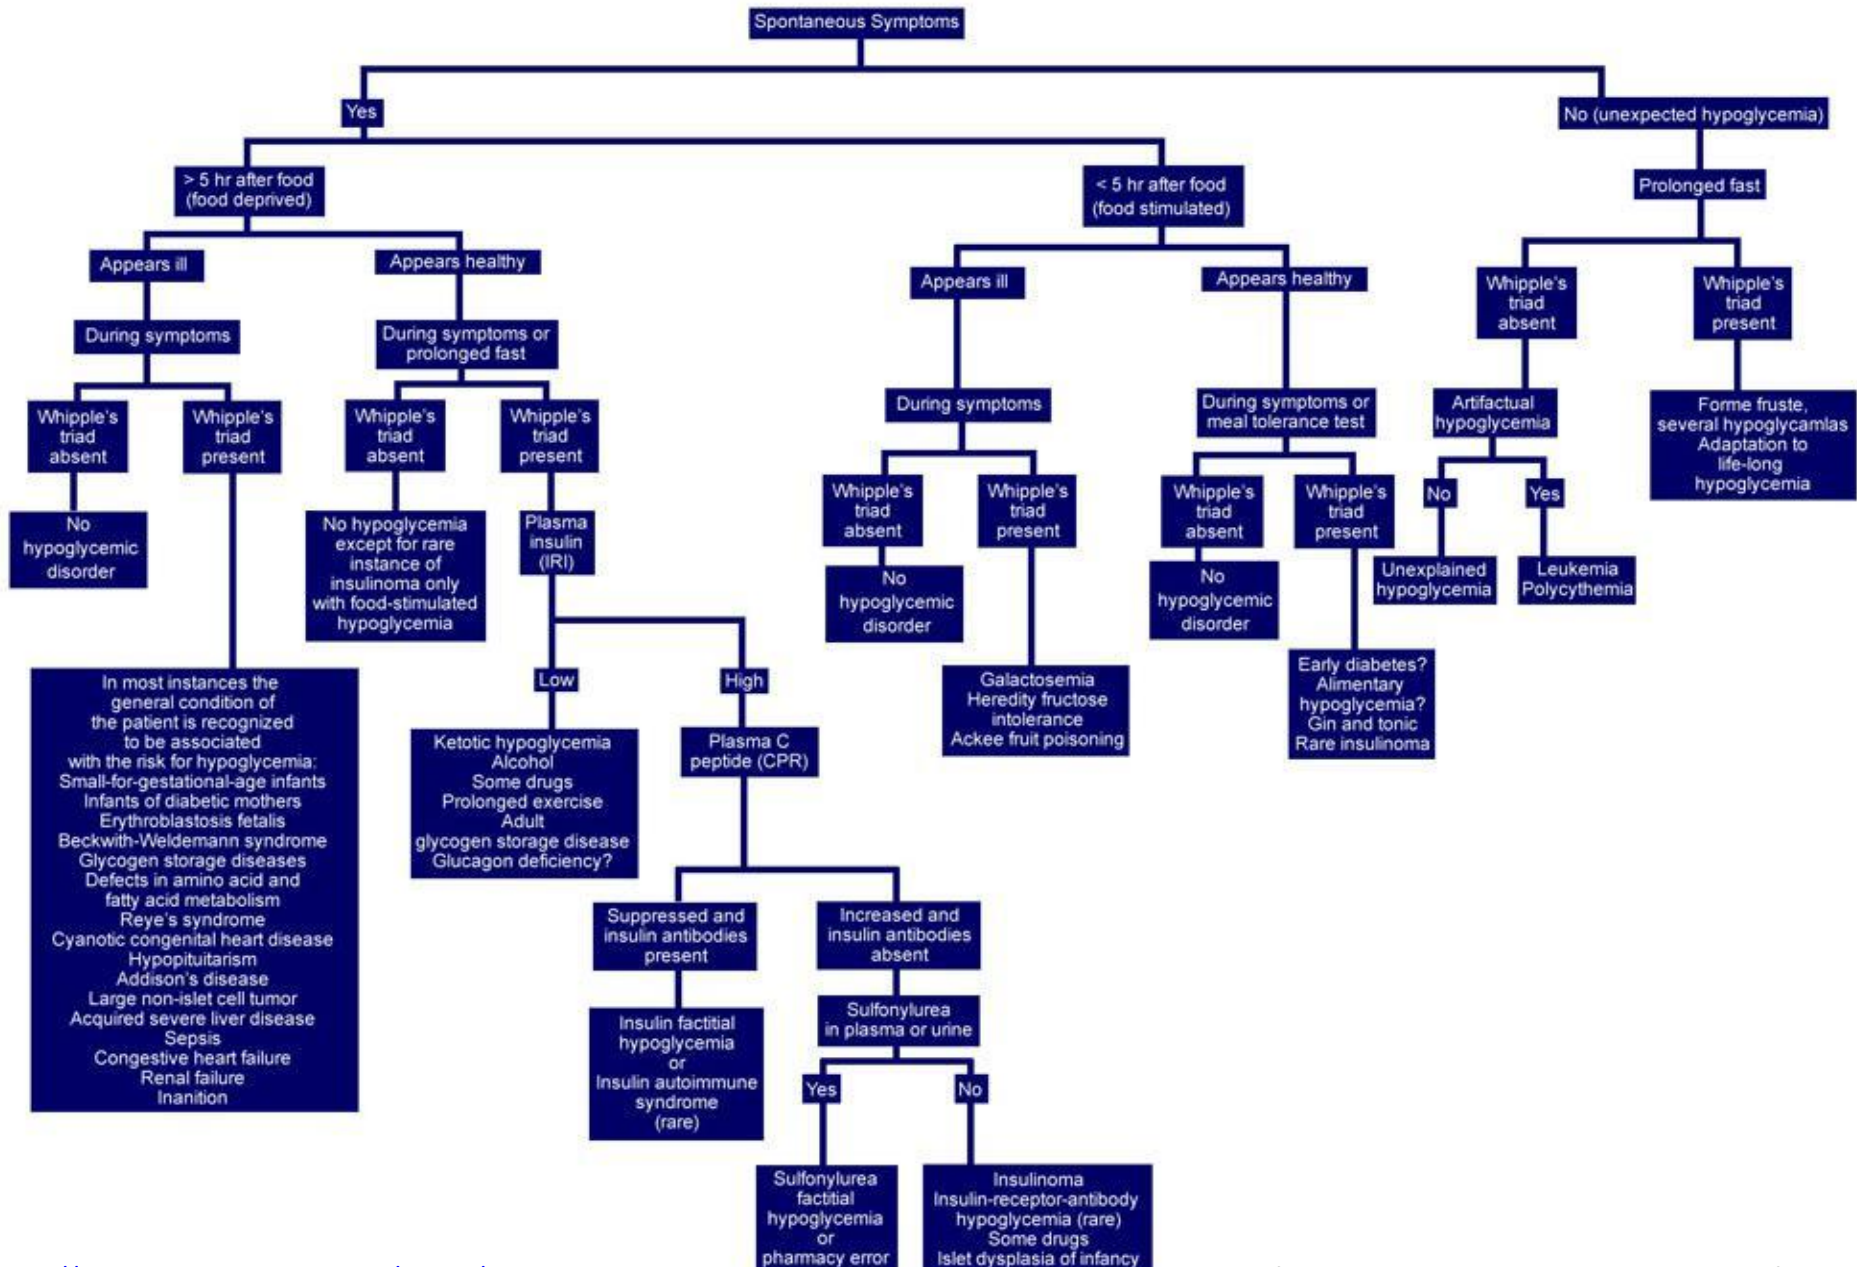 Spontaneous Symptoms
Yes
No (unexpected hypoglycemia)
> 5 hr after food
(food deprived)
< 5 hr after food
(food stimulated)
Prolonged fast
Appears ill
Appears healthy
Appears ill
Appears healthy
Whipple's
triad
absent
Whipple's
triad
present
During symptoms
During symptoms or
prolonged fast
During symptoms
During symptoms or
meal tolerance test
Artifactual
hypoglycemia
Forme fruste,
several hypoglycamlas
Adaptation to
life-long
hypoglycemia
Whipple's
triad
absent
Whipple's
triad
present
Whipple's
triad
absent
Whipple's
triad
present
Whipple's
triad
absent
Whipple's
triad
present
Whipple's
triad
absent
Whipple's
triad
present
No
Yes
No
hypoglycemic
disorder
No hypoglycemia
except for rare
instance of
insulinoma only
with food-stimulated
hypoglycemia
Plasma
insulin
(IRI)
No
hypoglycemic
disorder
No
hypoglycemic
disorder
Unexplained
hypoglycemia
Leukemia
Polycythemia
In most instances the
general condition of
the patient is recognized
to be associated
with the risk for hypoglycemia:
Small-for-gestational-age infants
Infants of diabetic mothers
Erythroblastosis fetalis
Beckwith-Weldemann syndrome
Glycogen storage diseases
Defects in amino acid and
fatty acid metabolism
Reye's syndrome
Cyanotic congenital heart disease
Hypopituitarism
Addison's disease
Large non-islet cell tumor
Acquired severe liver disease
Sepsis
Congestive heart failure
Renal failure
Inanition
Low
High
Galactosemia
Heredity fructose
intolerance
Ackee fruit poisoning
Early diabetes?
Alimentary
hypoglycemia?
Gin and tonic
Rare insulinoma
Ketotic hypoglycemia
Alcohol
Some drugs
Prolonged exercise
Adult
glycogen storage disease
Glucagon deficiency?
Plasma C
peptide (CPR)
Suppressed and
insulin antibodies
present
Increased and
insulin antibodies
absent
Insulin factitial
hypoglycemia
or
Insulin autoimmune
syndrome
(rare)
Sulfonylurea
in plasma or urine
Yes
No
Sulfonylurea
factitial
hypoglycemia
or
pharmacy error
Insulinoma
Insulin-receptor-antibody
hypoglycemia (rare)
Some drugs
Islet dysplasia of infancy